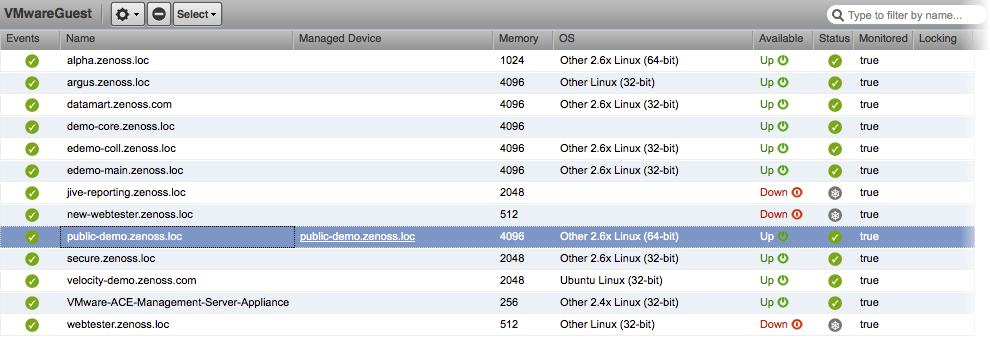 VMwareGuest Select Type to filter by name...
Events Name Managed Device Memory OS Available Status Monitored Locking
alpha.zenoss.loc 1024 Other 2.6x Linux (64-bit) Up true
argus.zenoss.loc 4096 Other Linux (32-bit) Up true
datamart.zenoss.com 4096 Other 2.6x Linux (32-bit) Up true
demo-core.zenoss.loc 4096 Up true
edemo-coll.zenoss.loc 4096 Other 2.6x Linux (32-bit) Up true
edemo-main.zenoss.loc 4096 Other 2.6x Linux (32-bit) Up true
jive-reporting.zenoss.loc 2048 Down true
new-webtester.zenoss.loc 512 Down true
public-demo.zenoss.loc public-demo.zenoss.loc 4096 Other 2.6x Linux (64-bit) Up true
secure.zenoss.loc 2048 Other 2.6x Linux (32-bit) Up true
velocity-demo.zenoss.com 2048 Ubuntu Linux (32-bit) Up true
VMware-ACE-Management-Server-Appliance 256 Other 2.4x Linux (32-bit) Up true
webtester.zenoss.loc 512 Other Linux (32-bit) Down true